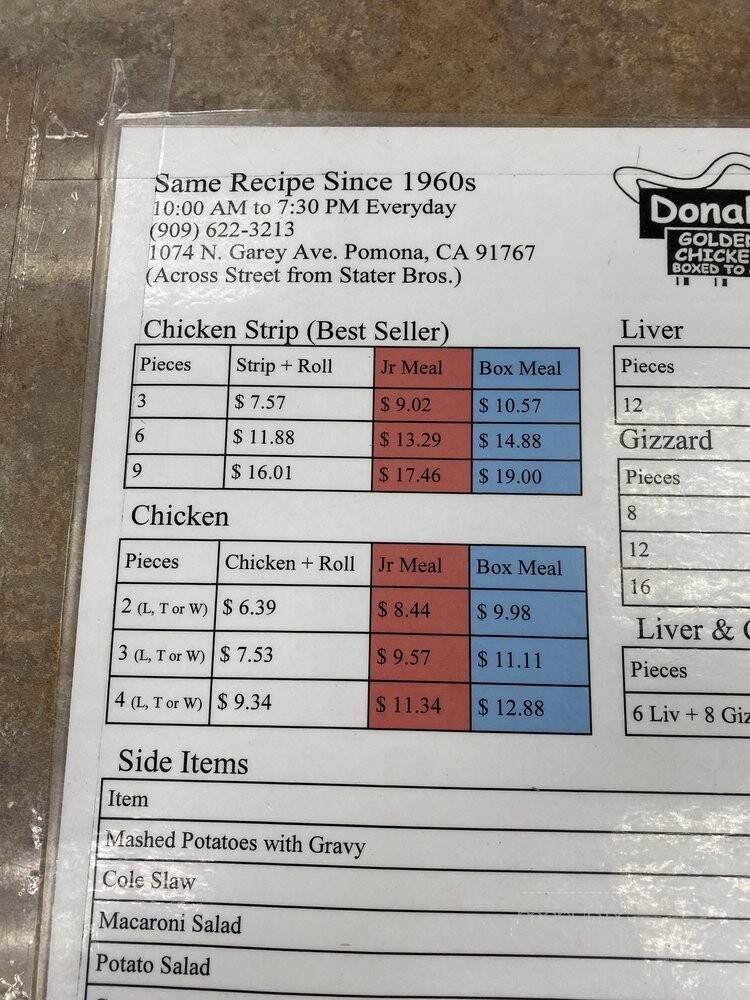 Same Recipe Since 1960s
10:00 AM to 7:30 PM Everyday
(909) 622-3213
1074 N. Garey Ave. Pomona, CA 91767
(Across Street from Stater Bros.)
Donal
GOLDEN
CHICKE
BOXED TO
Chicken Strip (Best Seller)
Pieces Strip + Roll Jr Meal Box Meal
3 $ 7.57 $ 9.02 $ 10.57
6 $ 11.88 $ 13.29 $ 14.88
9 $ 16.01 $ 17.46 $ 19.00
Chicken
Pieces Chicken + Roll Jr Meal Box Meal
2 (L, T or W) $ 6.39 $ 8.44 $ 9.98
3 (L, T or W) $ 7.53 $ 9.57 $ 11.11
4 (L, T or W) $ 9.34 $ 11.34 $ 12.88
Liver
Pieces
12
Gizzard
Pieces
8
12
16
Liver &
Pieces
6 Liv + 8 Giz
Side Items
Item
Mashed Potatoes with Gravy
Cole Slaw
Macaroni Salad
Potato Salad